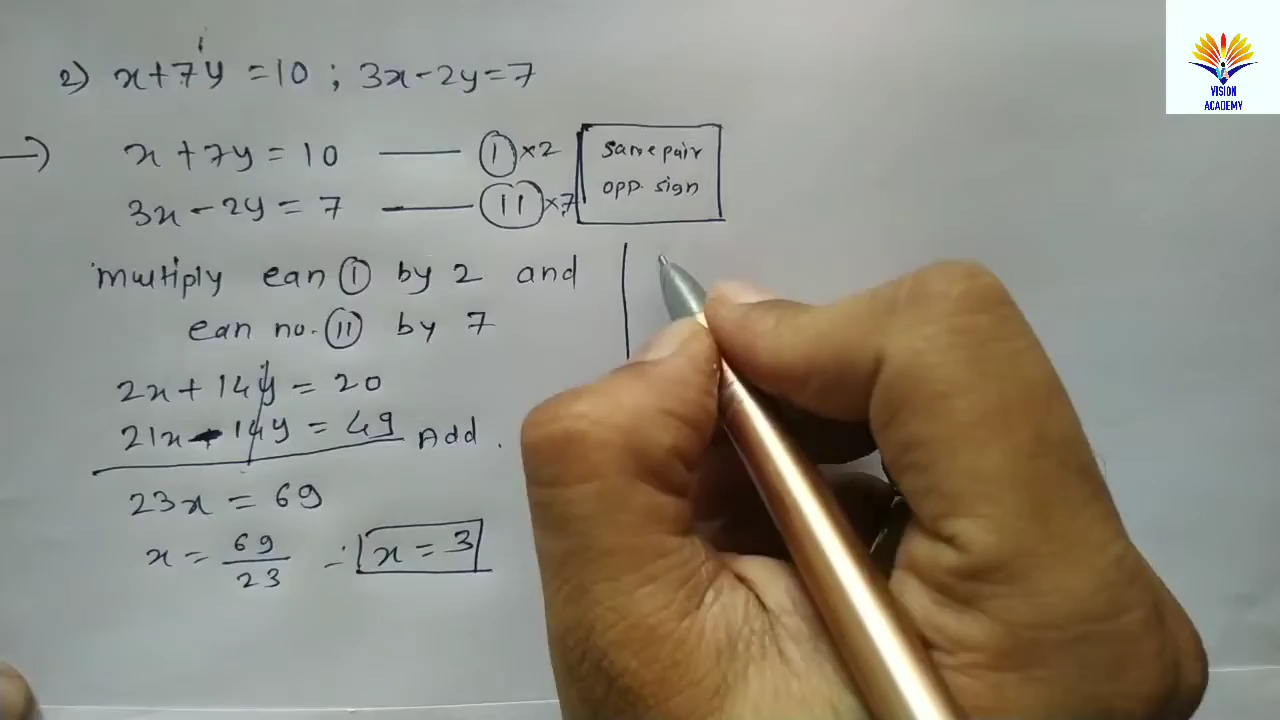 2) x+7y =10 ; 3x-2y=7
x +7y = 10 —— (I) ×2
3x - 2y = 7 —— (II) ×7
same pair
opp. sign
multiply eqn (I) by 2 and
eqn no. (II) by 7
2x + 14y = 20
21x - 14y = 49 Add.
23x = 69
x = 69/23 ∴ x = 3
VISION
ACADEMY